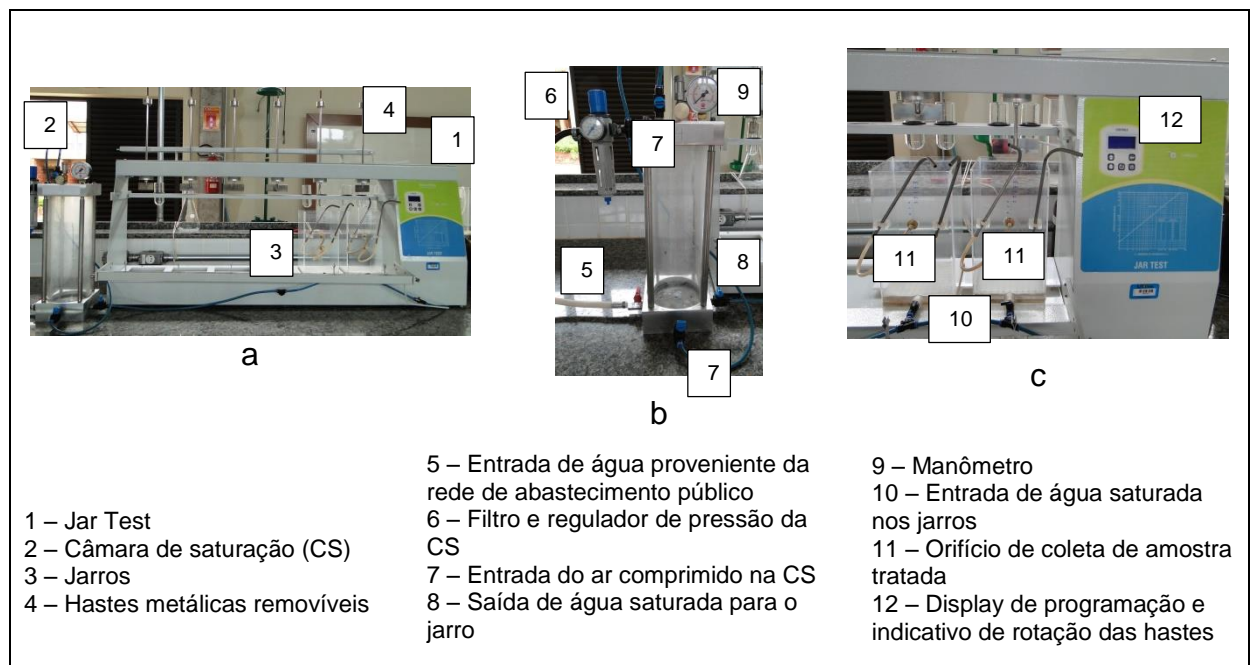 2
4
1
3
a
6
9
7
5
8
7
b
12
11
11
10
JAR TEST
c
1 – Jar Test
2 – Câmara de saturação (CS)
3 – Jarros
4 – Hastes metálicas removíveis
5 – Entrada de água proveniente da
rede de abastecimento público
6 – Filtro e regulador de pressão da
CS
7 – Entrada do ar comprimido na CS
8 – Saída de água saturada para o
jarro
9 – Manômetro
10 – Entrada de água saturada
nos jarros
11 – Orifício de coleta de amostra
tratada
12 – Display de programação e
indicativo de rotação das hastes